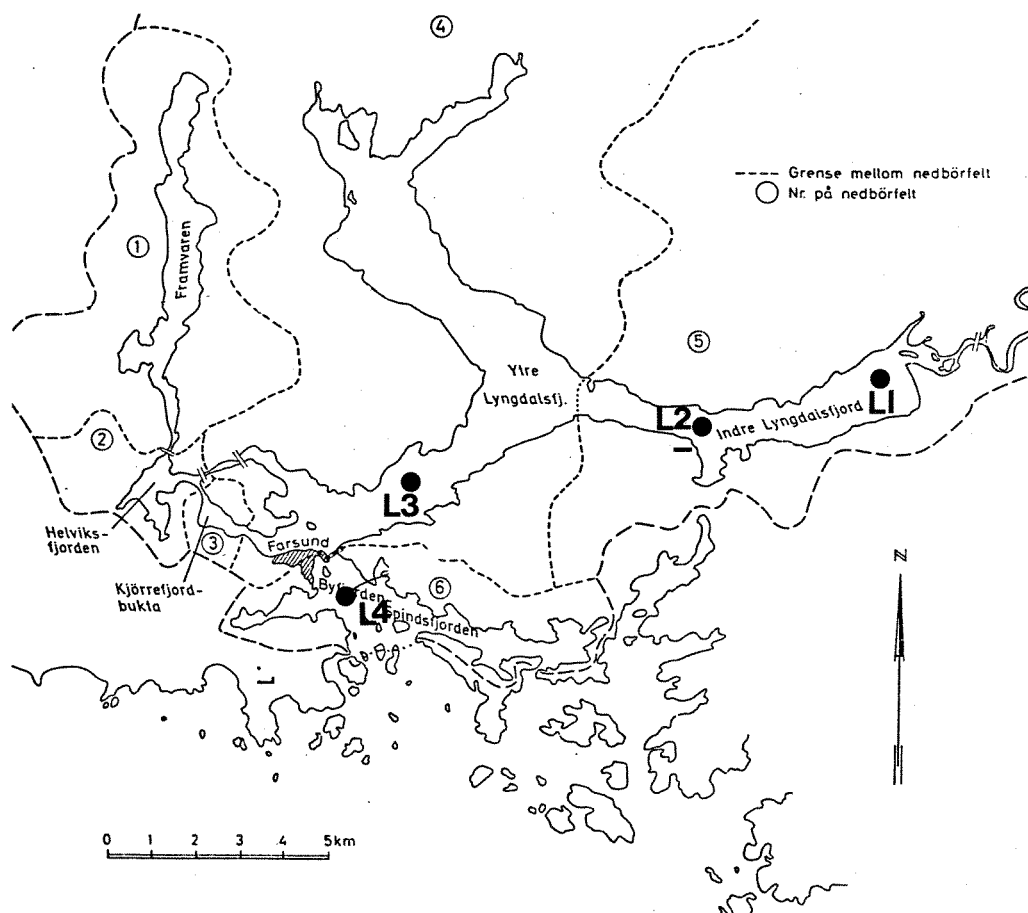 4
Grense mellom nedbörfelt
Nr. på nedbörfelt
1
Framvaren
5
Ytre
Lyngdalsfj.
L1
L2
Indre Lyngdalsfjord
2
L3
Helviks-
fjorden
3
Farsund
Kjörrefjord-
bukta
6
Byfjorden
L4
Spindsfjorden
N
0 1 2 3 4 5km